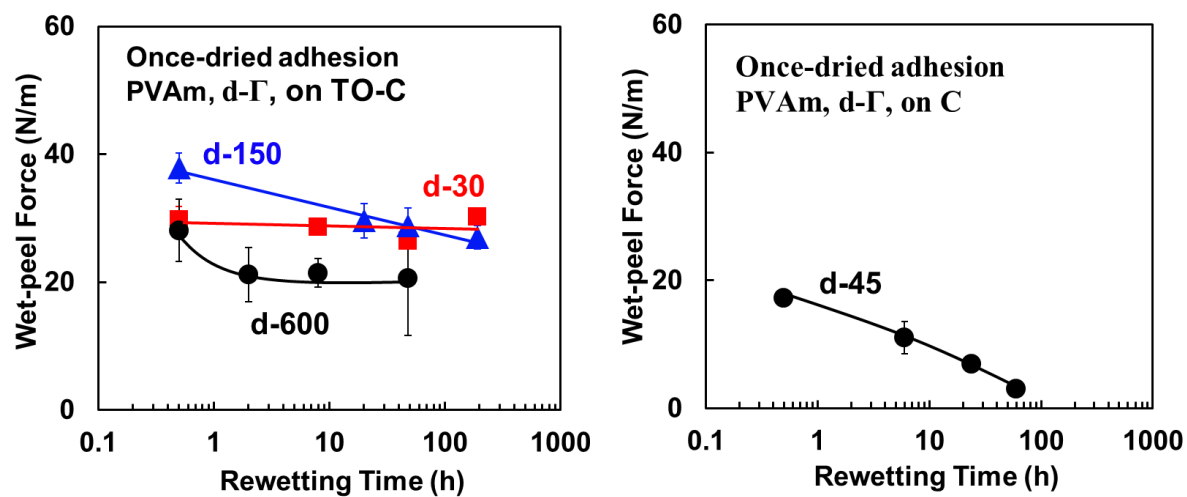 Once-dried adhesion
PVAm, d-Γ, on TO-C
d-150
d-30
d-600
Wet-peel Force (N/m)
60
40
20
0
0.1 1 10 100 1000
Rewetting Time (h)
Once-dried adhesion
PVAm, d-Γ, on C
d-45
Wet-peel Force (N/m)
60
40
20
0
0.1 1 10 100 1000
Rewetting Time (h)